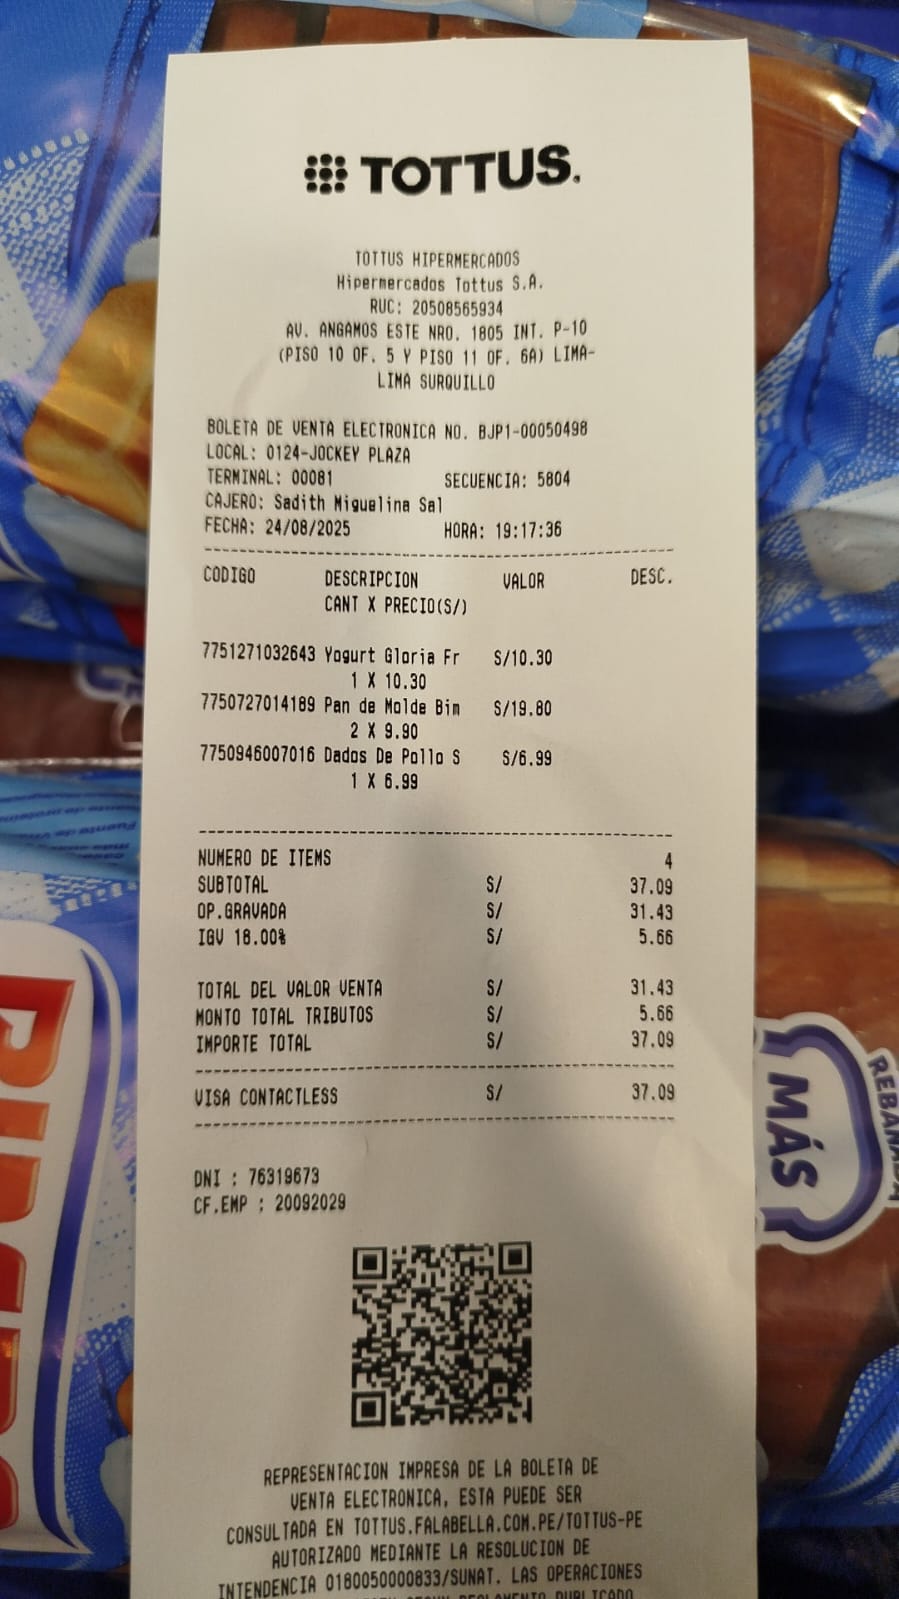 TOTTUS.
TOTTUS HIPERMERCADOS
Hipermercados Tottus S.A.
RUC: 20508565934
AV. ANGAMOS ESTE NRO. 1805 INT. P-10
(PISO 10 OF. 5 Y PISO 11 OF. 6A) LIMA-
LIMA SURQUILLO
BOLETA DE VENTA ELECTRONICA NO. BJP1-00050498
LOCAL: 0124-JOCKEY PLAZA
TERMINAL: 00081 SECUENCIA: 5804
CAJERO: Sadith Miguelina Sal
FECHA: 24/08/2025 HORA: 19:17:36
CODIGO DESCRIPCION VALOR DESC.
CANT X PRECIO(S/)
7751271032643 Yogurt Gloria Fr S/10.30
1 X 10.30
7750727014189 Pan de Molde Bim S/19.80
2 X 9.90
7750946007016 Dados De Pollo S S/6.99
1 X 6.99
NUMERO DE ITEMS 4
SUBTOTAL S/ 37.09
OP.GRAVADA S/ 31.43
IGV 18.00% S/ 5.66
TOTAL DEL VALOR VENTA S/ 31.43
MONTO TOTAL TRIBUTOS S/ 5.66
IMPORTE TOTAL S/ 37.09
VISA CONTACTLESS S/ 37.09
DNI : 76319673
CF.EMP : 20092029
REPRESENTACION IMPRESA DE LA BOLETA DE
VENTA ELECTRONICA, ESTA PUEDE SER
CONSULTADA EN TOTTUS.FALABELLA.COM.PE/TOTTUS-PE
AUTORIZADO MEDIANTE LA RESOLUCION DE
INTENDENCIA 0180050000833/SUNAT. LAS OPERACIONES
REBANADA
MÁS